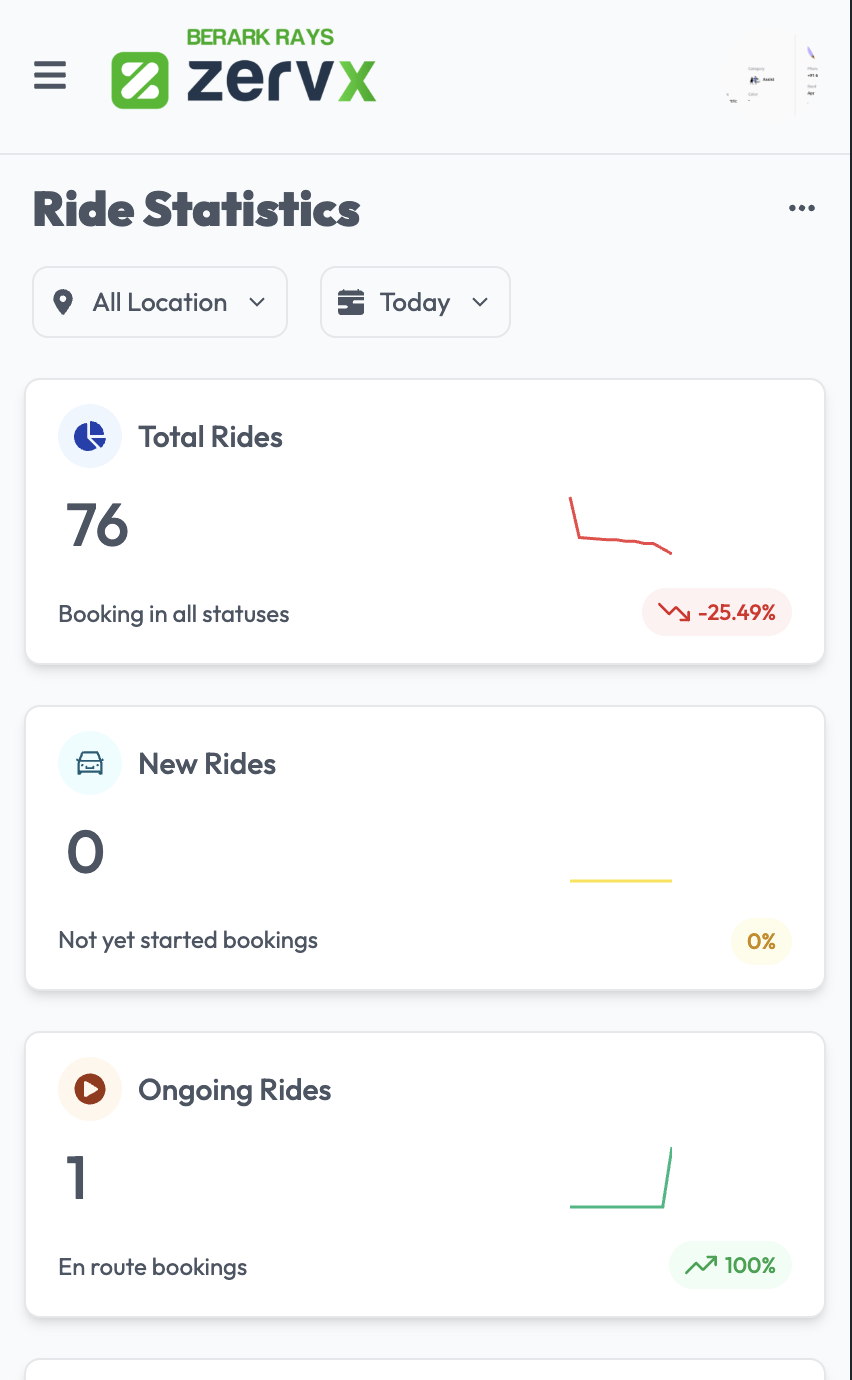 BERARK RAYS
zervx
Ride Statistics
All Location
Today
Total Rides
76
Booking in all statuses
-25.49%
New Rides
0
Not yet started bookings
0%
Ongoing Rides
1
En route bookings
100%